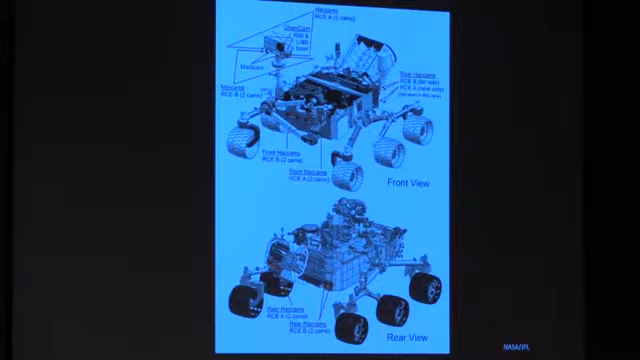 Navcams
RCE A (2 cams)
ChemCam
RMI &
LIBS
Mastcam
Navcams
RCE B (2 cams)
Rear Hazcams
RCE B (far side)
RCE A (near side)
Front Hazcams
RCE B (2 cams)
Front Hazcams
RCE A (2 cams)
Front View
Rear Hazcams
RCE A (2 cams)
Rear Hazcams
RCE B (2 cams)
Rear View
NASA/JPL